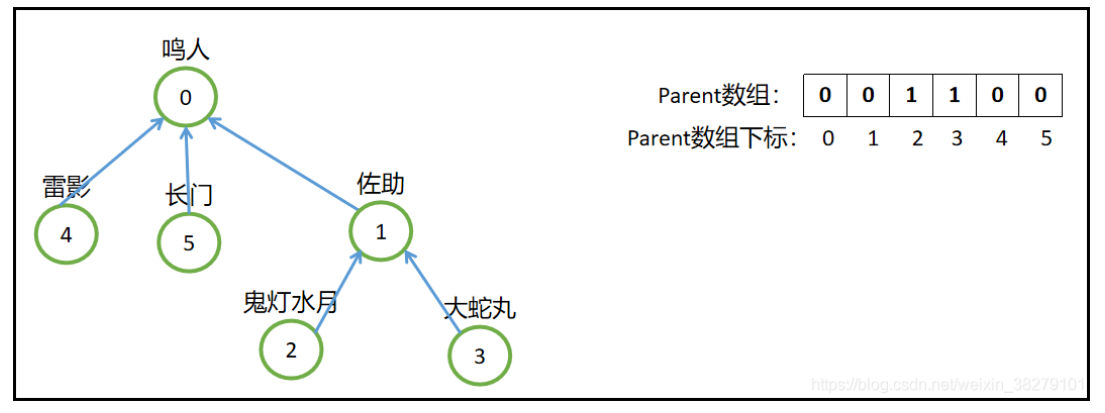 鸣人
0
雷影
4
长门
5
佐助
1
鬼灯水月
2
大蛇丸
3
Parent数组： 0 0 1 1 0 0
Parent数组下标： 0 1 2 3 4 5
https://blog.csdn.net/weixin_38279101